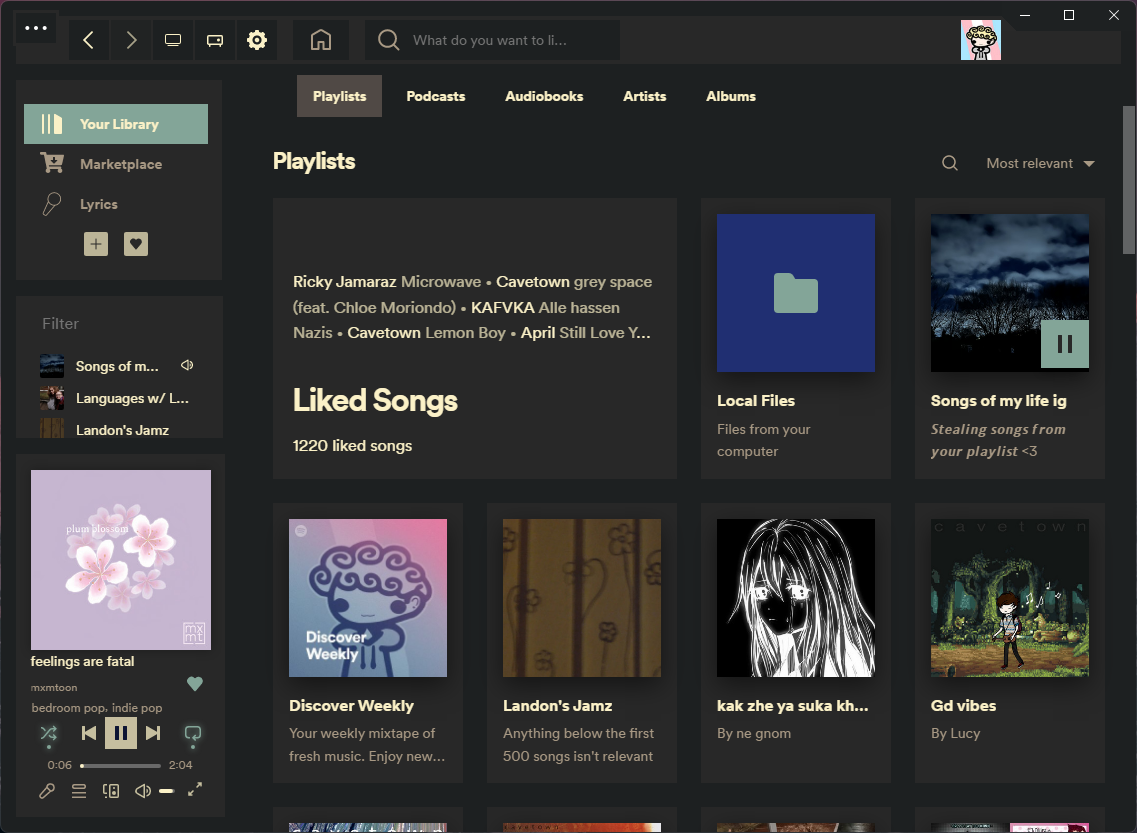 What do you want to li...
Your Library
Marketplace
Lyrics
Filter
Songs of m...
Languages w/ L...
Landon's Jamz
plum blossom
mx
mt
feelings are fatal
mxmtoon
bedroom pop, indie pop
0:06
2:04
Playlists
Podcasts
Audiobooks
Artists
Albums
Playlists
Most relevant
Ricky Jamaraz Microwave • Cavetown grey space
(feat. Chloe Moriondo) • KAFVKA Alle hassen
Nazis • Cavetown Lemon Boy • April Still Love Y...
Liked Songs
1220 liked songs
Local Files
Files from your
computer
Songs of my life ig
Stealing songs from
your playlist <3
Discover
Weekly
Discover Weekly
Your weekly mixtape of
fresh music. Enjoy new...
Landon's Jamz
Anything below the first
500 songs isn't relevant
kak zhe ya suka kh...
By ne gnom
cavetown
Gd vibes
By Lucy